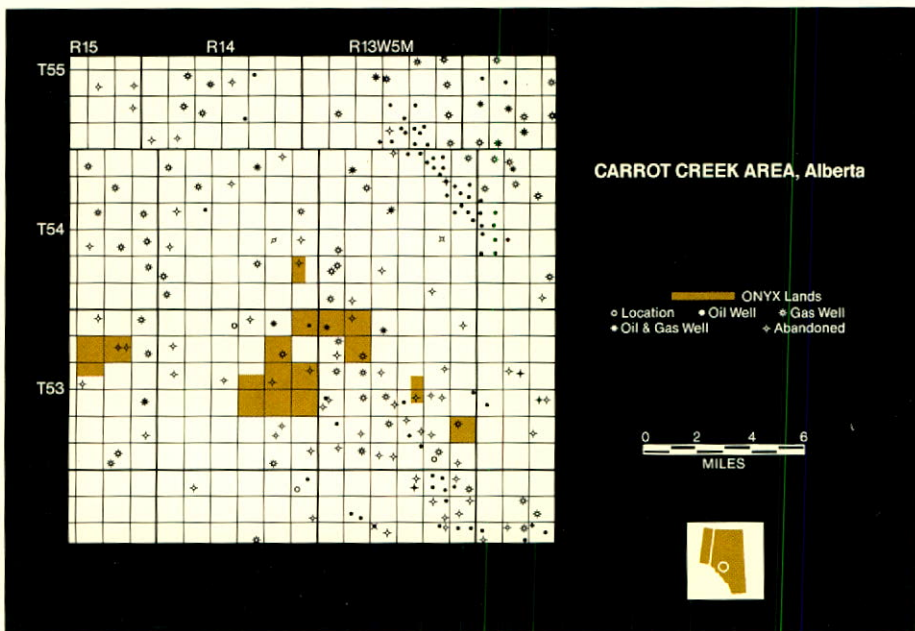 R15 R14 R13W5M
T55
CARROT CREEK AREA, Alberta
T54
ONYX Lands
Location Oil Well Gas Well
Oil & Gas Well Abandoned
T53
0 2 4 6
MILES